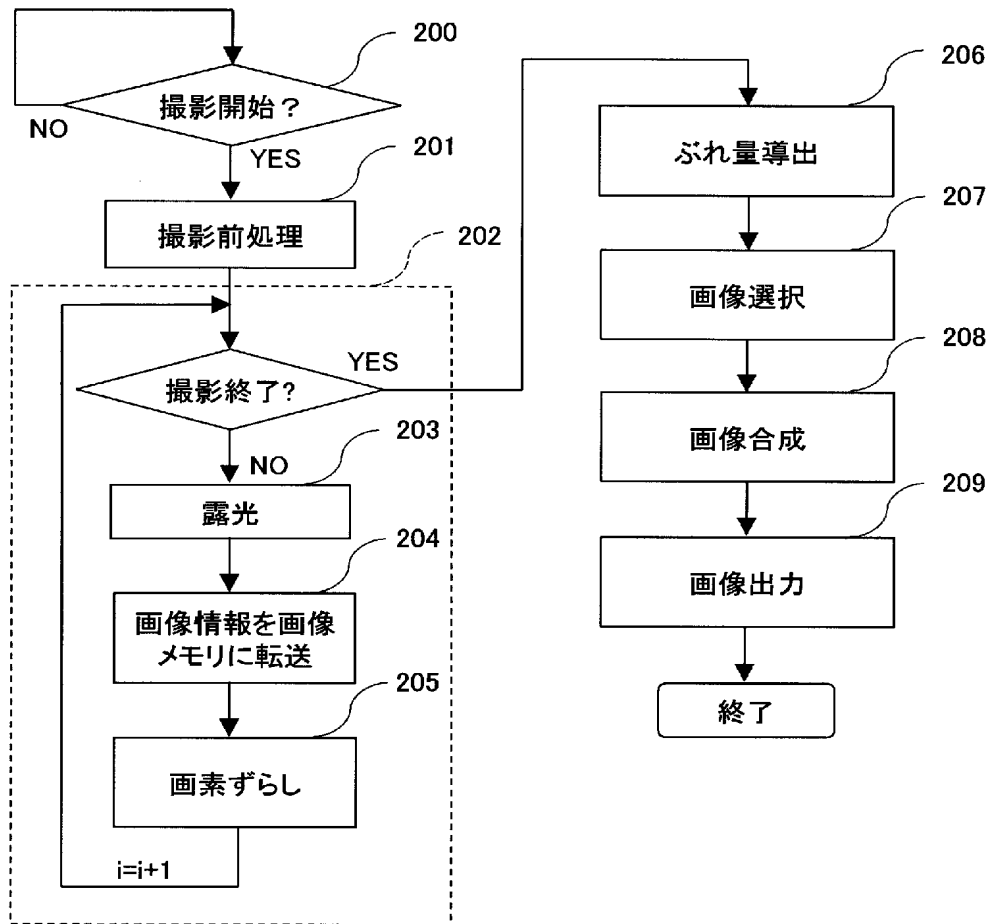 200
撮影開始?
NO
YES
201
撮影前処理
202
撮影終了?
YES
NO
203
露光
204
画像情報を画像
メモリに転送
205
画素ずらし
i=i+1
206
ぶれ量導出
207
画像選択
208
画像合成
209
画像出力
終了